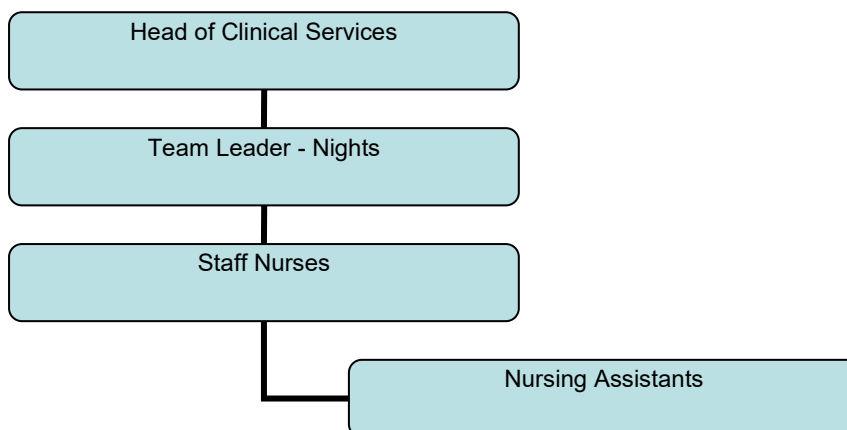 Head of Clinical Services
Team Leader - Nights
Staff Nurses
Nursing Assistants